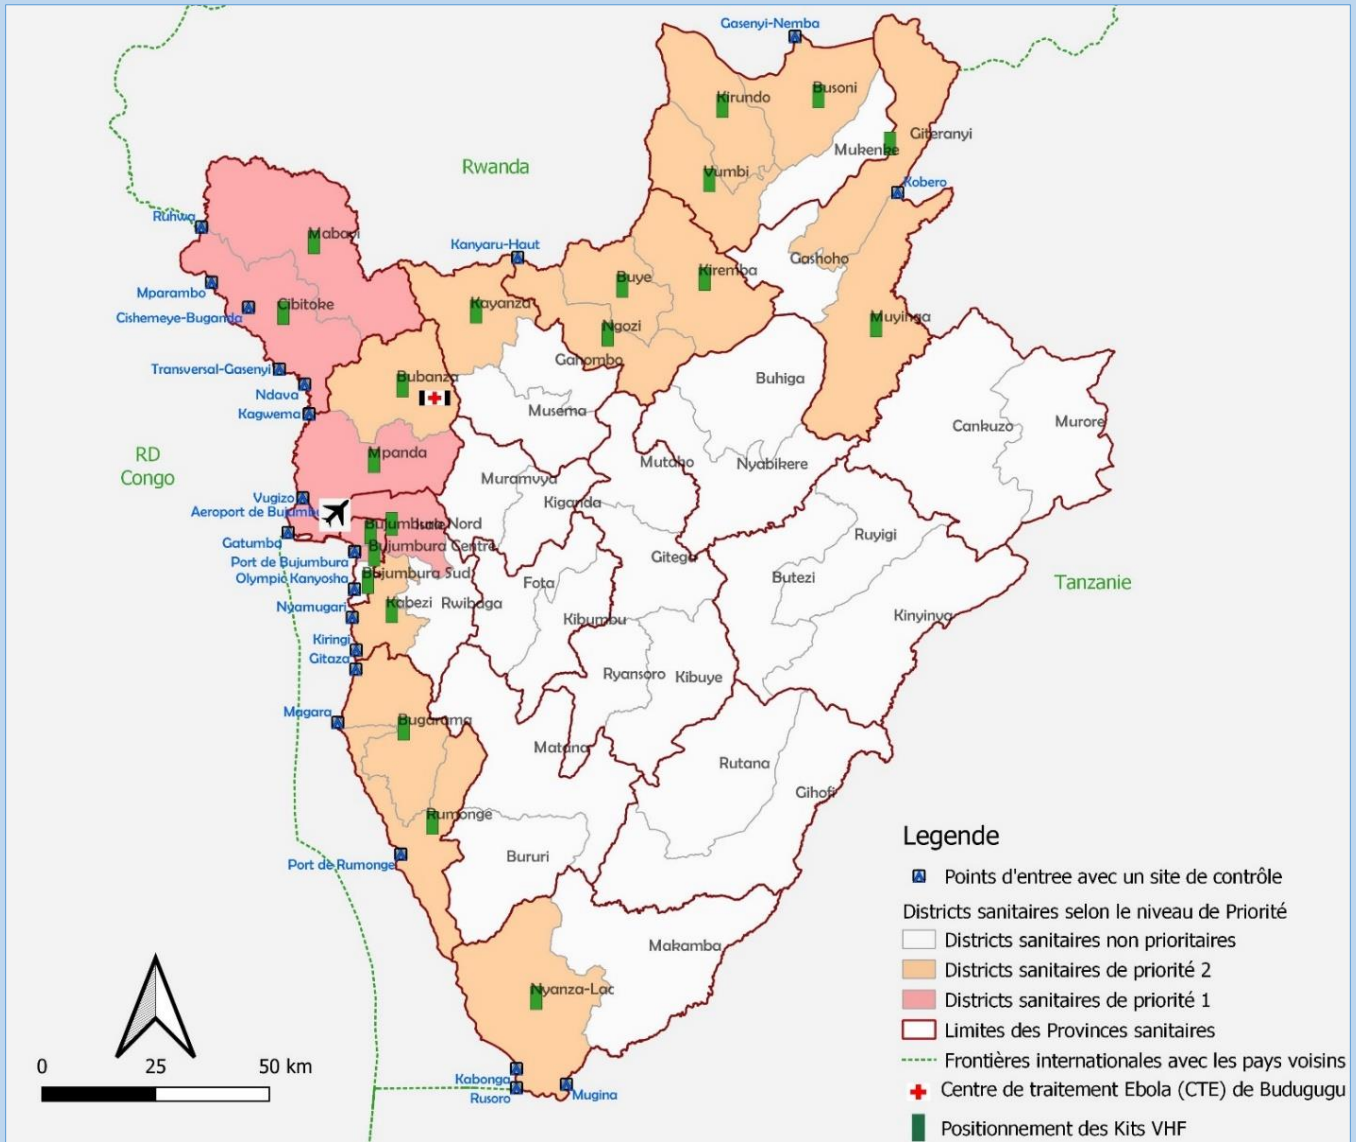 Gasenyi-Nemba
Kirundo
Busoni
Giteranyi
Mukenke
Rwanda
Vumbi
Kobero
Ruhwa
Mabayi
Kanyaru-Haut
Gashoho
Buye
Kiremba
Mparambo
Cibitoke
Kayanza
Cishemeye-Buganda
Muyinga
Ngozi
Gahombo
Transversal-Gasenyi
Bubanza
Buhiga
Ndava
Kagwema
Musema
Murore
Cankuzo
RD
Congo
Mpanda
Mutaho
Nyabikere
Muramvya
Vugizo
Kiganda
Aeroport de Bujumbu
Bujumbura Nord
Ruyigi
Gatumba
Bujumbura Centre
Port de Bujumbura
Gitega
Olympic Kanyosha
Bujumbura Sud
Fota
Butezi
Tanzanie
Nyamugari
Kabezi
Rwibaga
Kibumbu
Kinyinya
Kiringi
Gitaza
Ryansoro
Kibuye
Magara
Bugarama
Matana
Rutana
Gihofi
Rumonge
Port de Rumonge
Bururi
Makamba
Nyanza-Lac
Kabonga
Rusoro
Mugina
0 25 50 km
Legende
Points d'entree avec un site de contrôle
Districts sanitaires selon le niveau de Priorité
Districts sanitaires non prioritaires
Districts sanitaires de priorité 2
Districts sanitaires de priorité 1
Limites des Provinces sanitaires
Frontières internationales avec les pays voisins
Centre de traitement Ebola (CTE) de Budugugu
Positionnement des Kits VHF